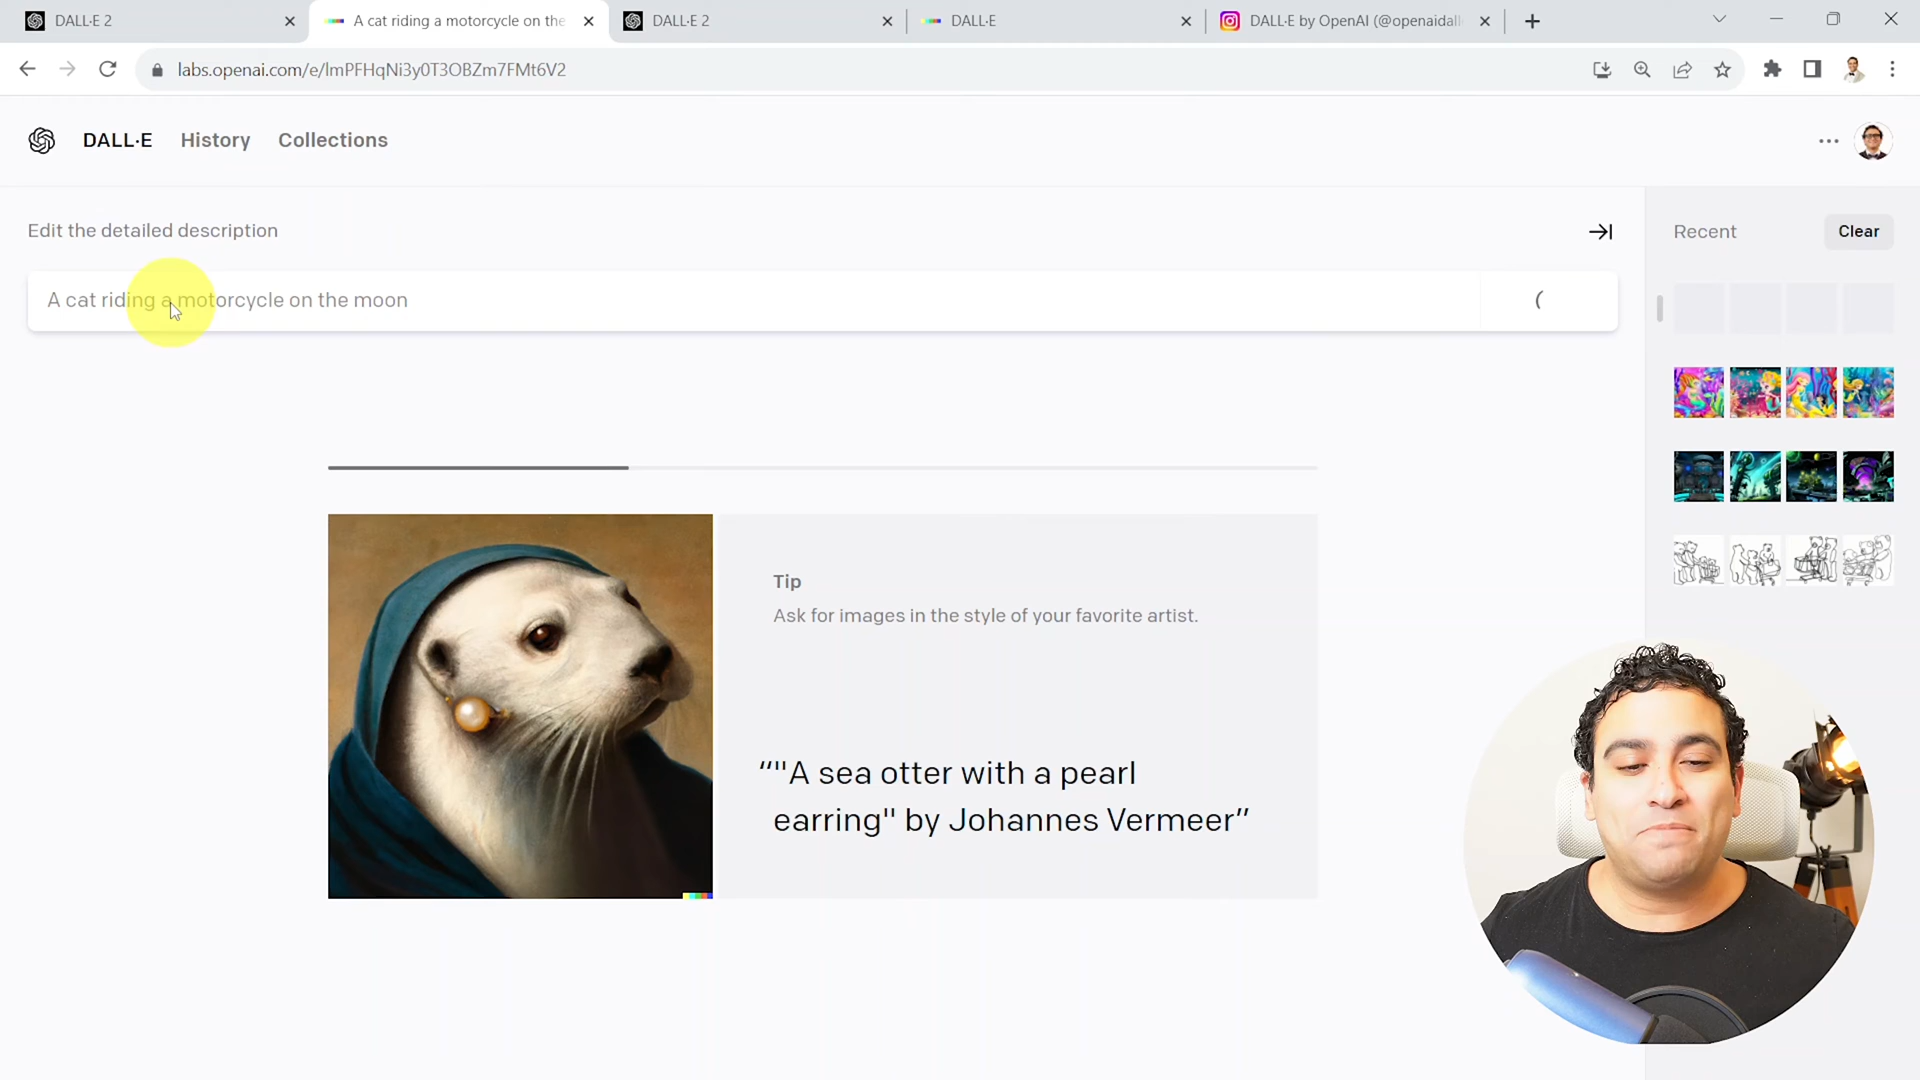 DALL·E 2
A cat riding a motorcycle on the
DALL·E 2
DALL·E
DALL·E by OpenAI (@openaidall
labs.openai.com/e/lmPFHqNi3y0T3OBZm7FMt6V2
DALL·E
History
Collections
Edit the detailed description
Recent
Clear
A cat riding a motorcycle on the moon
Tip
Ask for images in the style of your favorite artist.
“"A sea otter with a pearl
earring" by Johannes Vermeer”